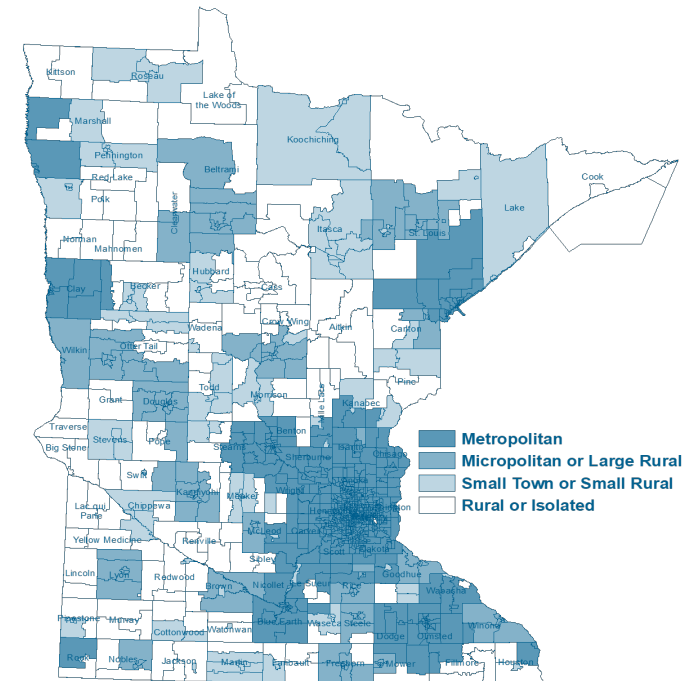 Kittson
Roseau
Lake of
the Woods
Marshall
Koochiching
Pennington
Beltrami
Red Lake
Cook
Polk
Clearwater
Lake
Itasca
St. Louis
Norman
Mahnomen
Hubbard
Clay
Becker
Cass
Crow Wing
Wadena
Aitkin
Carlton
Wilkin
Otter Tail
Todd
Pine
Grant
Douglas
Morrison
Mille Lacs
Kanabec
Traverse
Stevens
Pope
Benton
Big Stone
Stearns
Isanti
Chisago
Sherburne
Swift
Anoka
Kandiyohi
Meeker
Wright
Lac qui
Parle
Chippewa
McLeod
Carver
Yellow Medicine
Renville
Scott
Dakota
Sibley
Lincoln
Lyon
Redwood
Goodhue
Brown
Nicollet
Le Sueur
Rice
Wabasha
Pipestone
Murray
Cottonwood
Watonwan
Blue Earth
Waseca
Steele
Dodge
Olmsted
Winona
Rock
Nobles
Jackson
Martin
Faribault
Freeborn
Mower
Fillmore
Houston
Metropolitan
Micropolitan or Large Rural
Small Town or Small Rural
Rural or Isolated